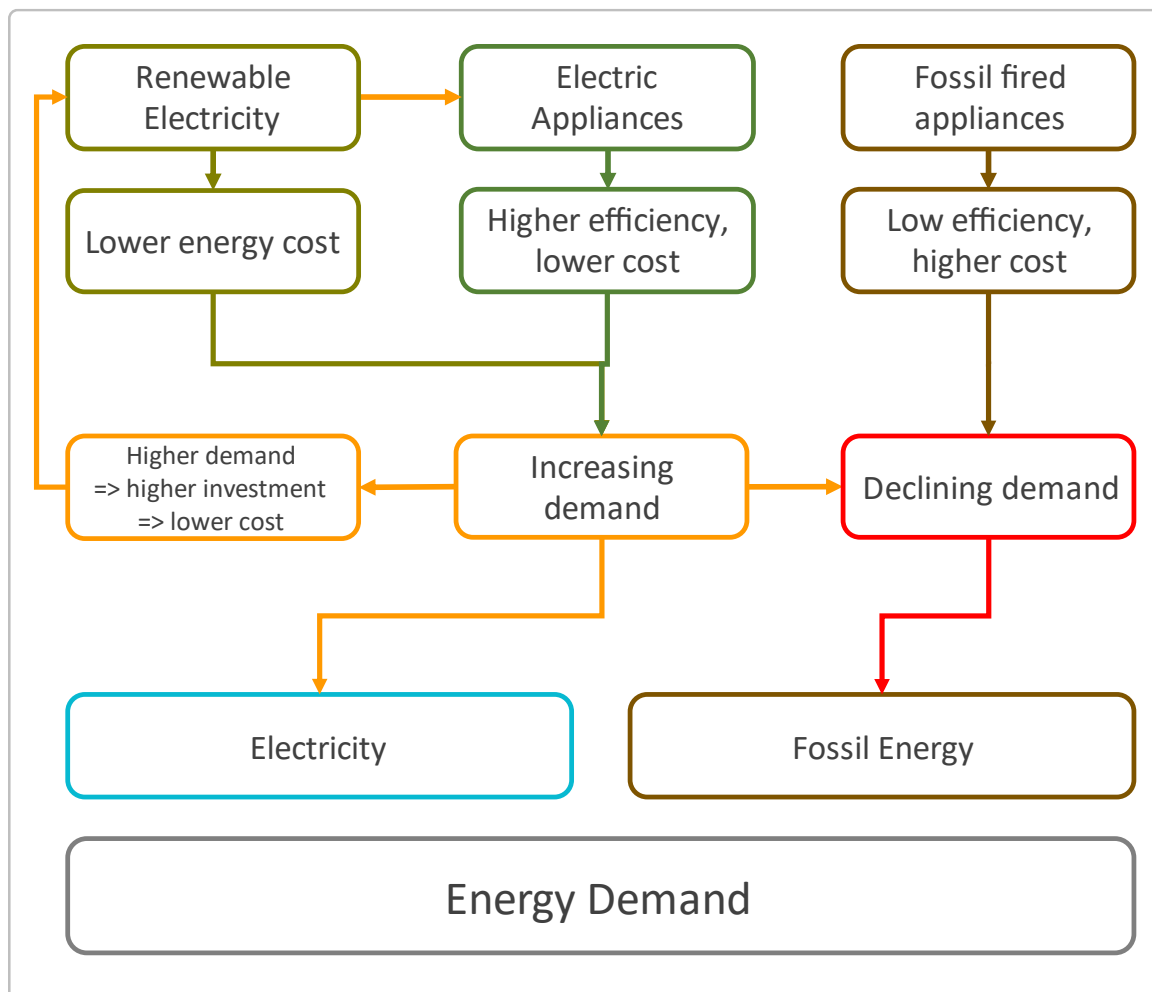 Renewable
Electricity
Electric
Appliances
Fossil fired
appliances
Lower energy cost
Higher efficiency,
lower cost
Low efficiency,
higher cost
Higher demand
=> higher investment
=> lower cost
Increasing
demand
Declining demand
Electricity
Fossil Energy
Energy Demand